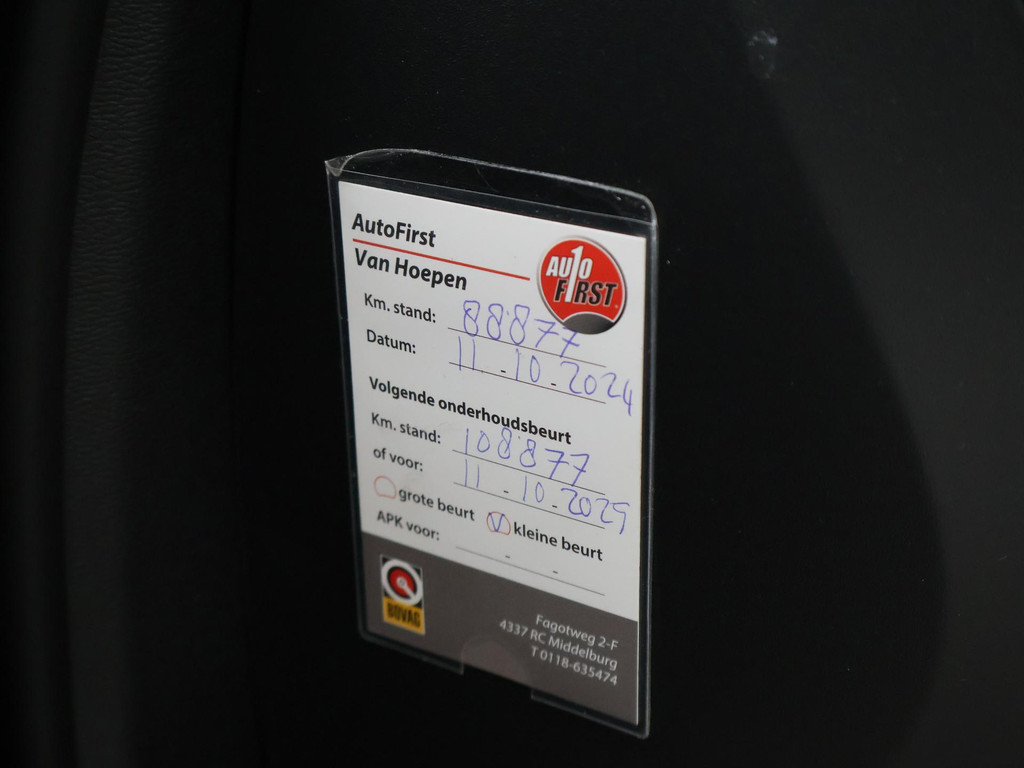 AutoFirst
Van Hoepen
AUTO
FIRST
Km. stand: 88877
Datum: 11-10-2024
Volgende onderhoudsbeurt
Km. stand: 108877
of voor: 11-10-2025
grote beurt kleine beurt
APK voor: - -
BOVAG
Fagotweg 2-F
4337 RC Middelburg
T 0118-635474